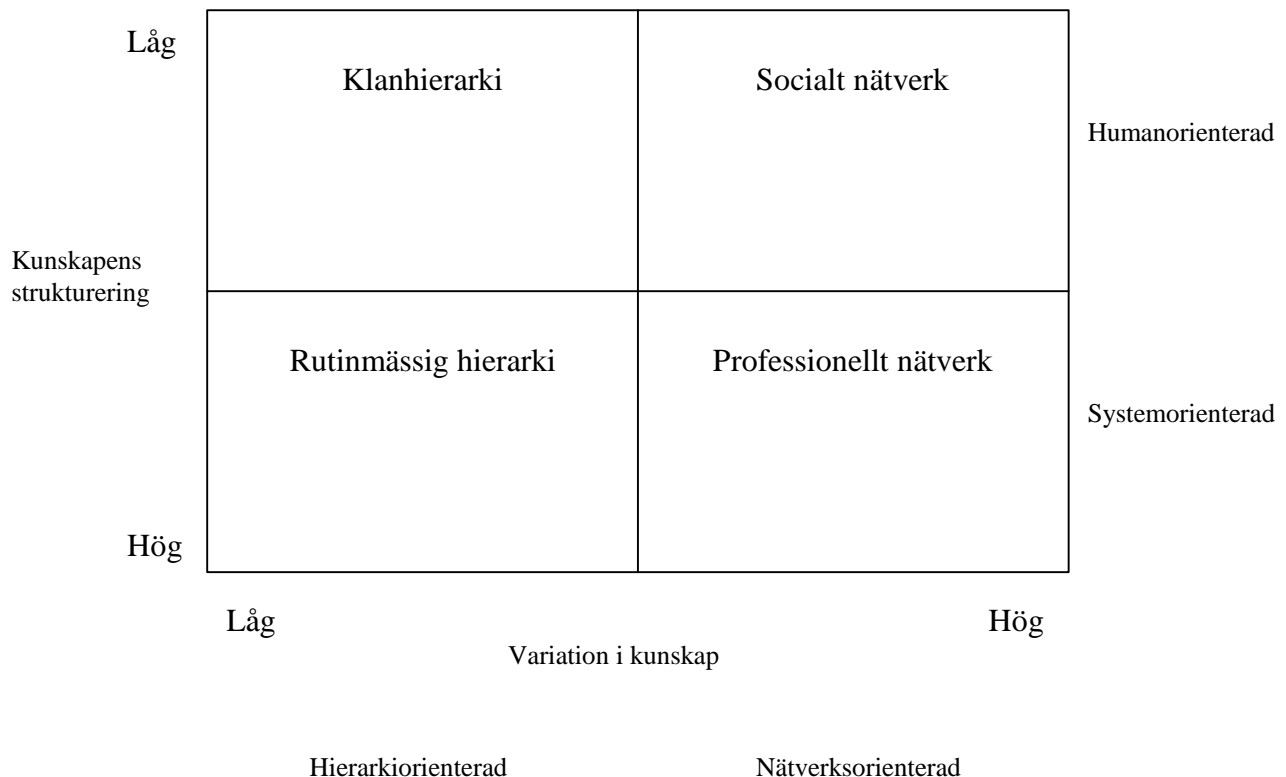 Låg
Klanhierarki
Socialt nätverk
Humanorienterad
Kunskapens
strukturering
Rutinmässig hierarki
Professionellt nätverk
Systemorienterad
Hög
Låg
Hög
Variation i kunskap
Hierarkiorienterad
Nätverksorienterad